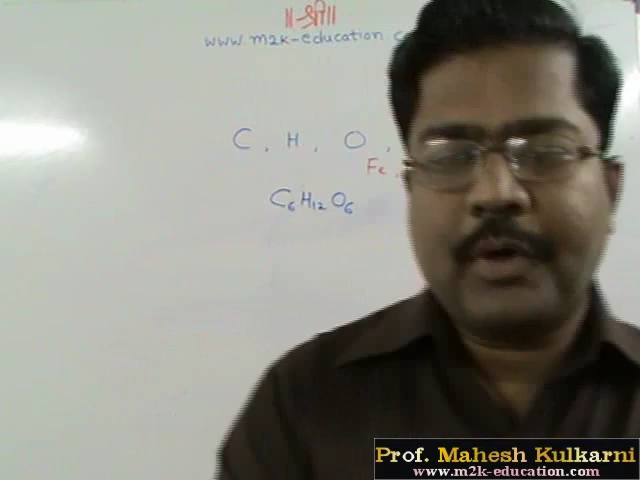 ॥श्री॥
www.m2k-education.c
C , H , O ,
Fe ,
C₆H₁₂O₆
Prof. Mahesh Kulkarni
www.m2k-education.com